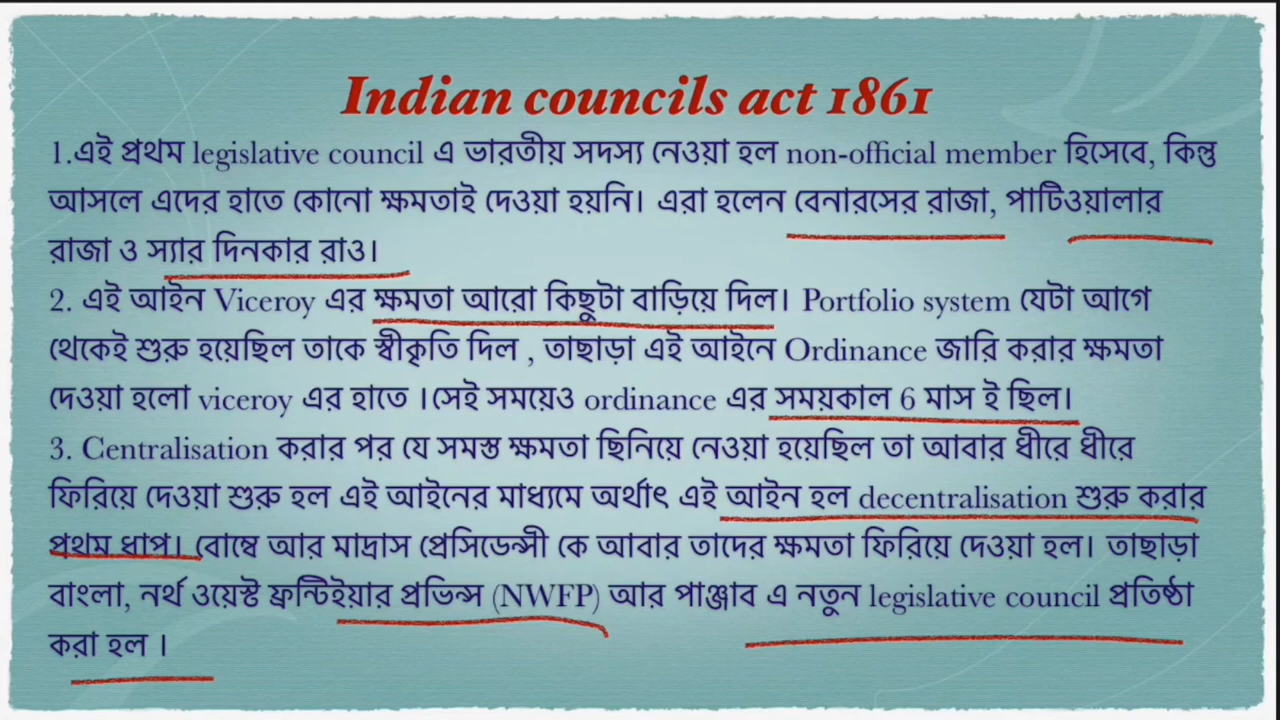 Indian councils act 1861
1.এই প্রথম legislative council এ ভারতীয় সদস্য নেওয়া হল non-official member হিসেবে, কিন্তু
আসলে এদের হাতে কোনো ক্ষমতাই দেওয়া হয়নি। এরা হলেন বেনারসের রাজা, পাটিওয়ালার
রাজা ও স্যার দিনকার রাও।
2. এই আইন Viceroy এর ক্ষমতা আরো কিছুটা বাড়িয়ে দিল। Portfolio system যেটা আগে
থেকেই শুরু হয়েছিল তাকে স্বীকৃতি দিল , তাছাড়া এই আইনে Ordinance জারি করার ক্ষমতা
দেওয়া হলো viceroy এর হাতে ।সেই সময়েও ordinance এর সময়কাল 6 মাস ই ছিল।
3. Centralisation করার পর যে সমস্ত ক্ষমতা ছিনিয়ে নেওয়া হয়েছিল তা আবার ধীরে ধীরে
ফিরিয়ে দেওয়া শুরু হল এই আইনের মাধ্যমে অর্থাৎ এই আইন হল decentralisation শুরু করার
প্রথম ধাপ। বোম্বে আর মাদ্রাস প্রেসিডেন্সী কে আবার তাদের ক্ষমতা ফিরিয়ে দেওয়া হল। তাছাড়া
বাংলা, নর্থ ওয়েস্ট ফ্রন্টিইয়ার প্রভিন্স (NWFP) আর পাঞ্জাব এ নতুন legislative council প্রতিষ্ঠা
করা হল ।